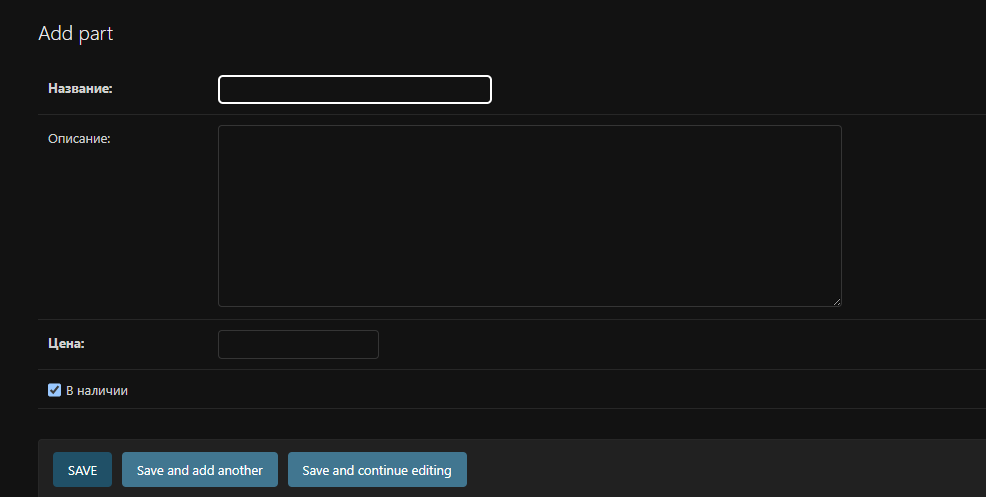 Add part
Название:
Описание:
Цена:
В наличии
SAVE
Save and add another
Save and continue editing